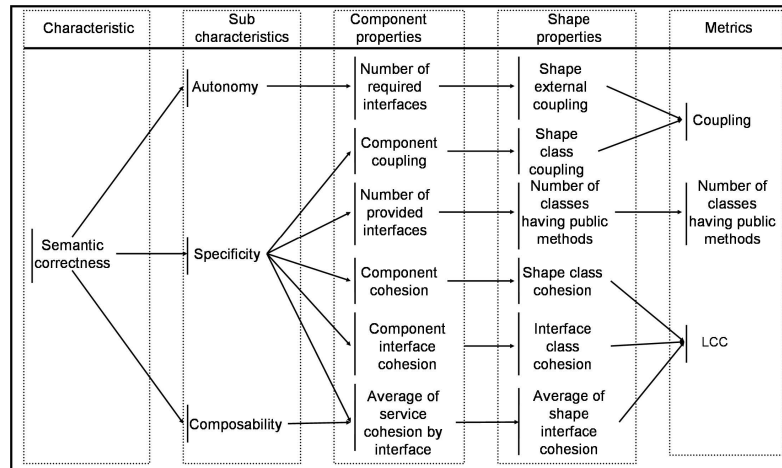 Characteristic
Sub
characteristics
Component
properties
Shape
properties
Metrics
Semantic
correctness
Autonomy
Specificity
Composability
Number of
required
interfaces
Component
coupling
Number of
provided
interfaces
Component
cohesion
Component
interface
cohesion
Average of
service
cohesion by
interface
Shape
external
coupling
Shape
class
coupling
Number of
classes
having public
methods
Shape class
cohesion
Interface
class
cohesion
Average of
shape
interface
cohesion
Coupling
Number of
classes
having public
methods
LCC